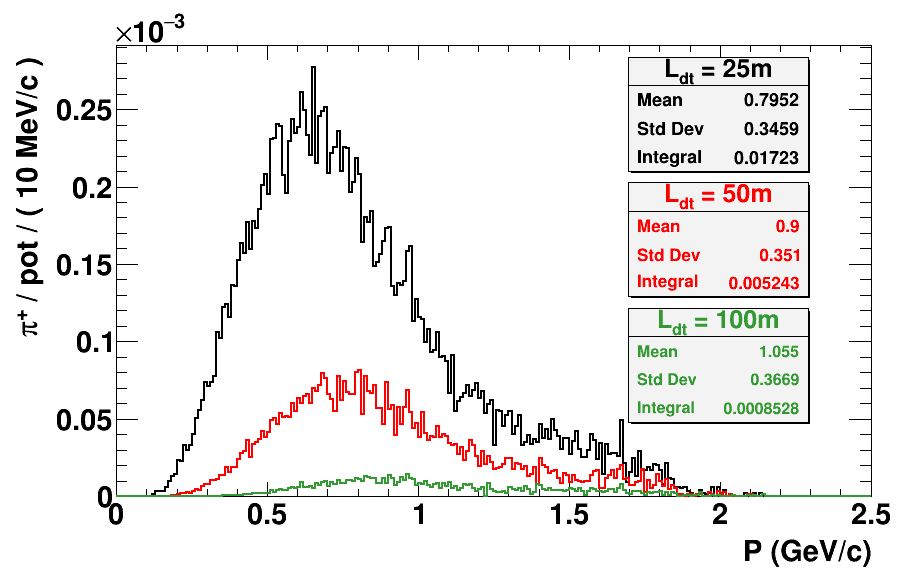 ×10⁻³
π⁺ / pot / ( 10 MeV/c )
0.25
0.2
0.15
0.1
0.05
0
0 0.5 1 1.5 2 2.5
P (GeV/c)
L_dt = 25m
Mean 0.7952
Std Dev 0.3459
Integral 0.01723
L_dt = 50m
Mean 0.9
Std Dev 0.351
Integral 0.005243
L_dt = 100m
Mean 1.055
Std Dev 0.3669
Integral 0.0008528